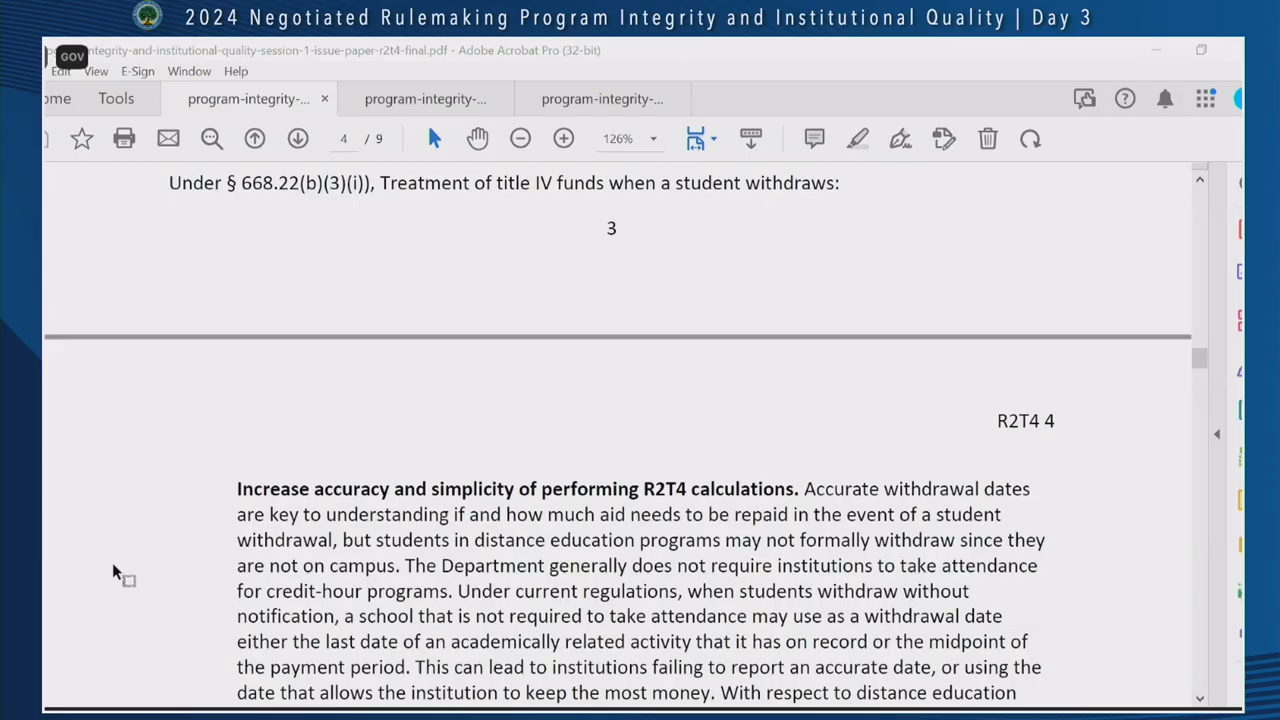 2024 Negotiated Rulemaking Program Integrity and Institutional Quality | Day 3
GOV
ntegrity-and-institutional-quality-session-1-issue-paper-r2t4-final.pdf - Adobe Acrobat Pro (32-bit)
Edit View E-Sign Window Help
ome Tools program-integrity-... × program-integrity-... program-integrity-...
4 / 9 126%
Under § 668.22(b)(3)(i)), Treatment of title IV funds when a student withdraws:
3
R2T4 4
Increase accuracy and simplicity of performing R2T4 calculations. Accurate withdrawal dates
are key to understanding if and how much aid needs to be repaid in the event of a student
withdrawal, but students in distance education programs may not formally withdraw since they
are not on campus. The Department generally does not require institutions to take attendance
for credit-hour programs. Under current regulations, when students withdraw without
notification, a school that is not required to take attendance may use as a withdrawal date
either the last date of an academically related activity that it has on record or the midpoint of
the payment period. This can lead to institutions failing to report an accurate date, or using the
date that allows the institution to keep the most money. With respect to distance education